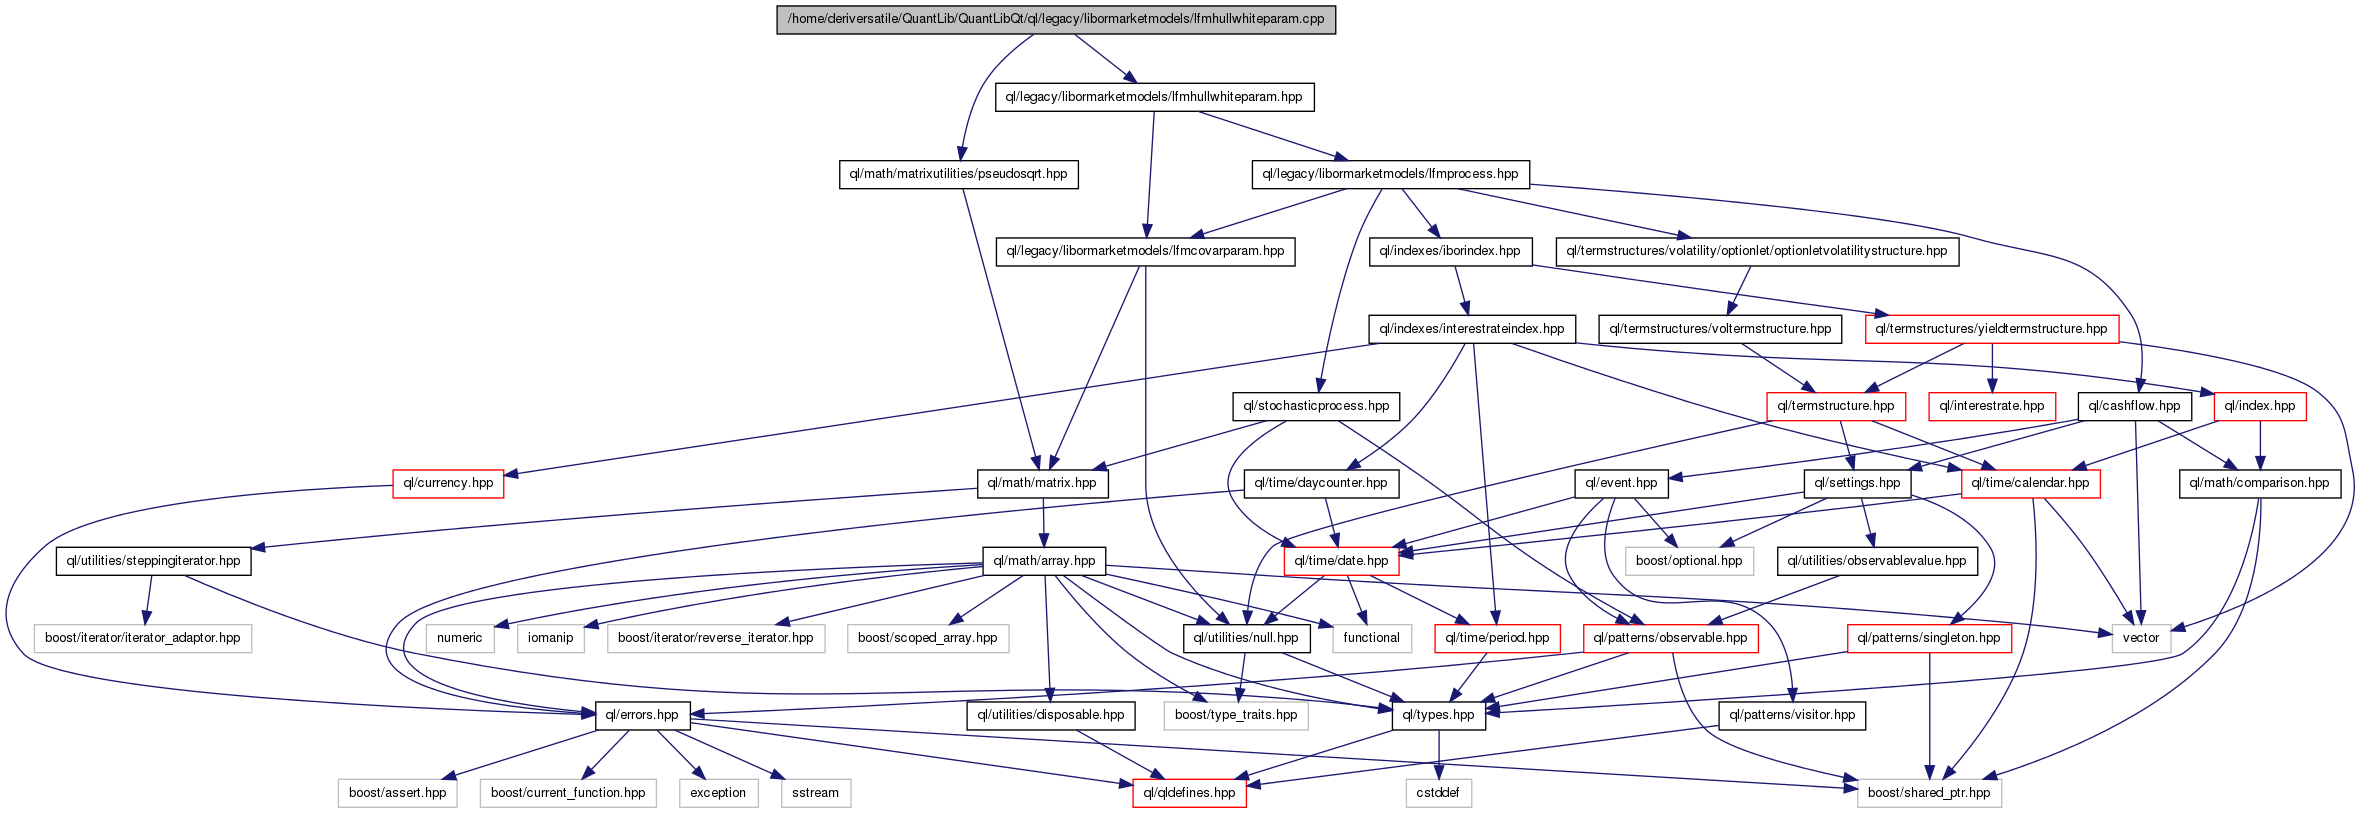 /home/deriversatile/QuantLib/QuantLibQt/ql/legacy/libormarketmodels/lfmhullwhiteparam.cpp
ql/legacy/libormarketmodels/lfmhullwhiteparam.hpp
ql/math/matrixutilities/pseudosqrt.hpp
ql/legacy/libormarketmodels/lfmprocess.hpp
ql/legacy/libormarketmodels/lfmcovarparam.hpp
ql/indexes/iborindex.hpp
ql/termstructures/volatility/optionlet/optionletvolatilitystructure.hpp
ql/indexes/interestrateindex.hpp
ql/termstructures/voltermstructure.hpp
ql/termstructures/yieldtermstructure.hpp
ql/stochasticprocess.hpp
ql/termstructure.hpp
ql/interestrate.hpp
ql/cashflow.hpp
ql/index.hpp
ql/currency.hpp
ql/math/matrix.hpp
ql/time/daycounter.hpp
ql/event.hpp
ql/settings.hpp
ql/time/calendar.hpp
ql/math/comparison.hpp
ql/utilities/steppingiterator.hpp
ql/math/array.hpp
ql/time/date.hpp
boost/optional.hpp
ql/utilities/observablevalue.hpp
boost/iterator/iterator_adaptor.hpp
numeric
iomanip
boost/iterator/reverse_iterator.hpp
boost/scoped_array.hpp
ql/utilities/null.hpp
functional
ql/time/period.hpp
ql/patterns/observable.hpp
ql/patterns/singleton.hpp
vector
ql/errors.hpp
ql/utilities/disposable.hpp
boost/type_traits.hpp
ql/types.hpp
ql/patterns/visitor.hpp
boost/assert.hpp
boost/current_function.hpp
exception
sstream
ql/qldefines.hpp
cstddef
boost/shared_ptr.hpp